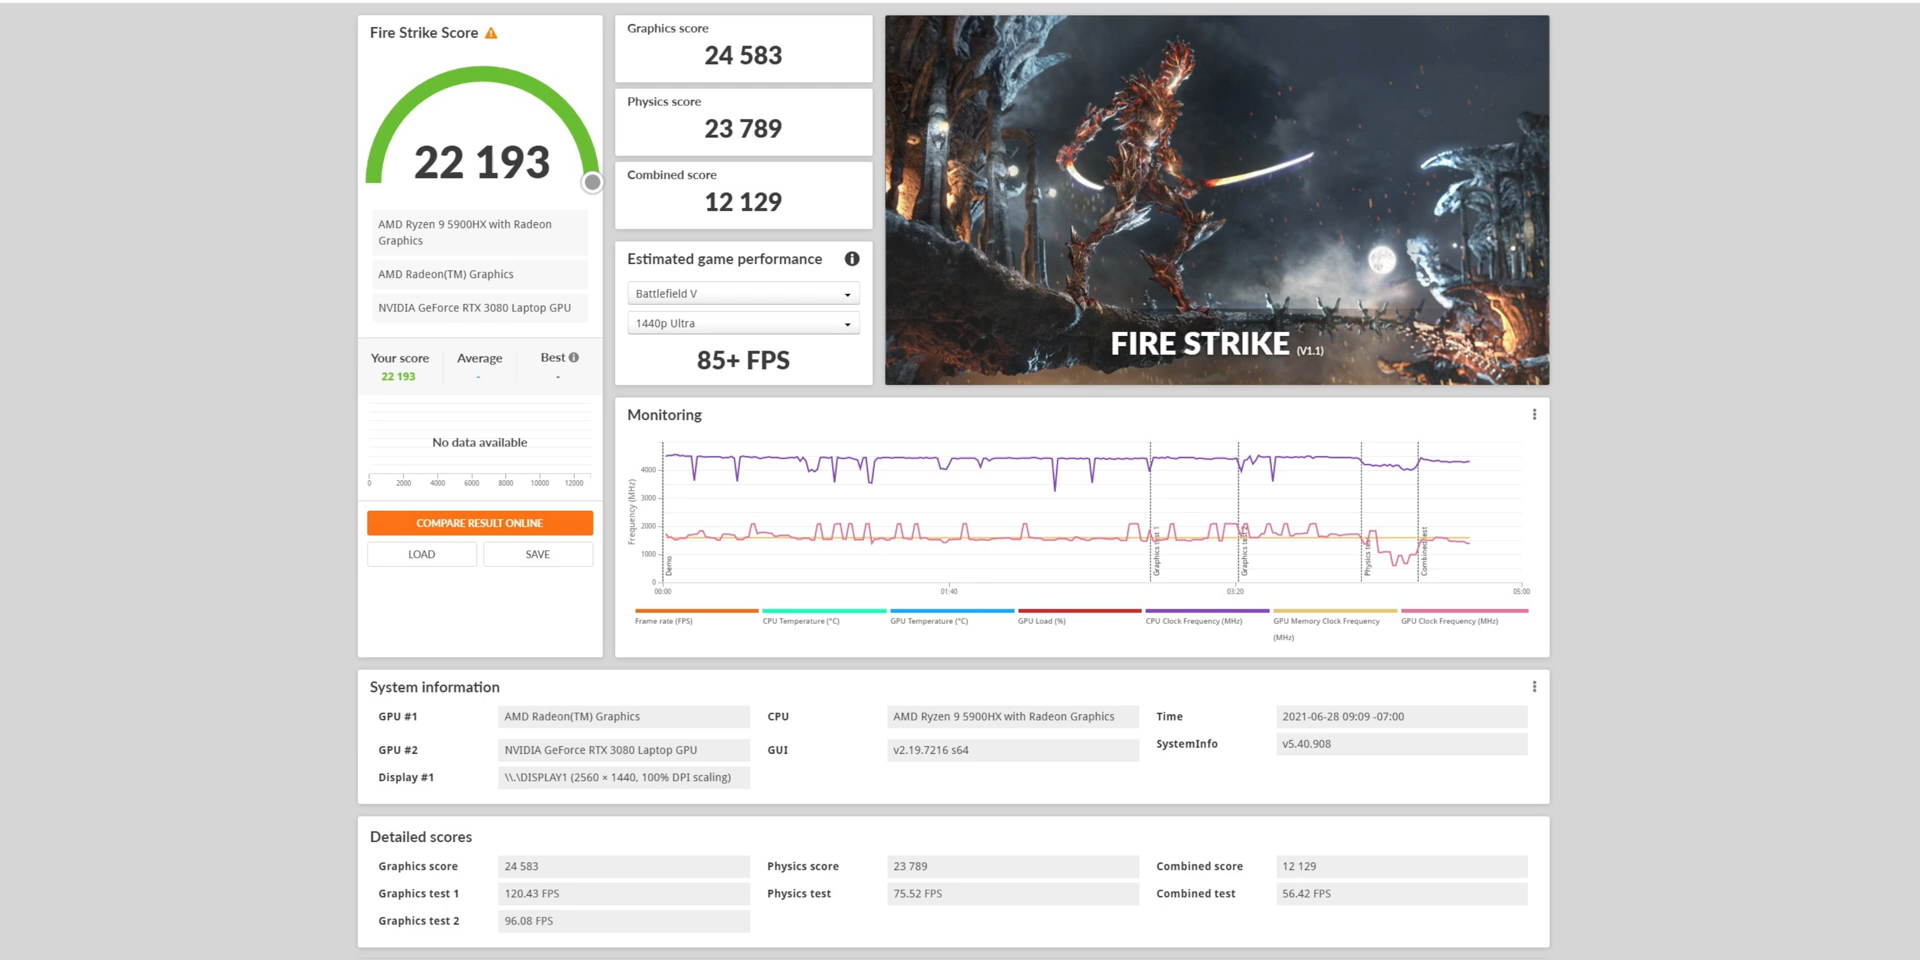 Fire Strike Score
22 193
AMD Ryzen 9 5900HX with Radeon
Graphics
AMD Radeon(TM) Graphics
NVIDIA GeForce RTX 3080 Laptop GPU
Your score
Average
Best
22 193
-
-
No data available
0
2000
4000
6000
8000
10000
12000
COMPARE RESULT ONLINE
LOAD
SAVE
Graphics score
24 583
Physics score
23 789
Combined score
12 129
Estimated game performance
Battlefield V
1440p Ultra
85+ FPS
FIRE STRIKE (V1.1)
Monitoring
Frequency (MHz)
4000
3000
2000
1000
0
Demo
Graphics test 1
Graphics test
Physics test
Combined test
00:00
01:40
03:20
05:00
Frame rate (FPS)
CPU Temperature (°C)
GPU Temperature (°C)
GPU Load (%)
CPU Clock Frequency (MHz)
GPU Memory Clock Frequency
(MHz)
GPU Clock Frequency (MHz)
System information
GPU #1
AMD Radeon(TM) Graphics
GPU #2
NVIDIA GeForce RTX 3080 Laptop GPU
Display #1
\\.\DISPLAY1 (2560 × 1440, 100% DPI scaling)
CPU
AMD Ryzen 9 5900HX with Radeon Graphics
GUI
v2.19.7216 s64
Time
2021-06-28 09:09 -07:00
SystemInfo
v5.40.908
Detailed scores
Graphics score
24 583
Graphics test 1
120.43 FPS
Graphics test 2
96.08 FPS
Physics score
23 789
Physics test
75.52 FPS
Combined score
12 129
Combined test
56.42 FPS